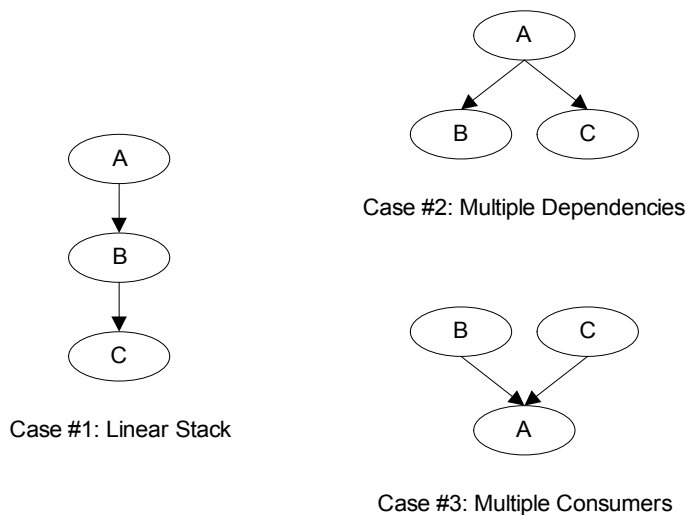 A
B
C
Case #1: Linear Stack
A
B C
Case #2: Multiple Dependencies
B C
A
Case #3: Multiple Consumers